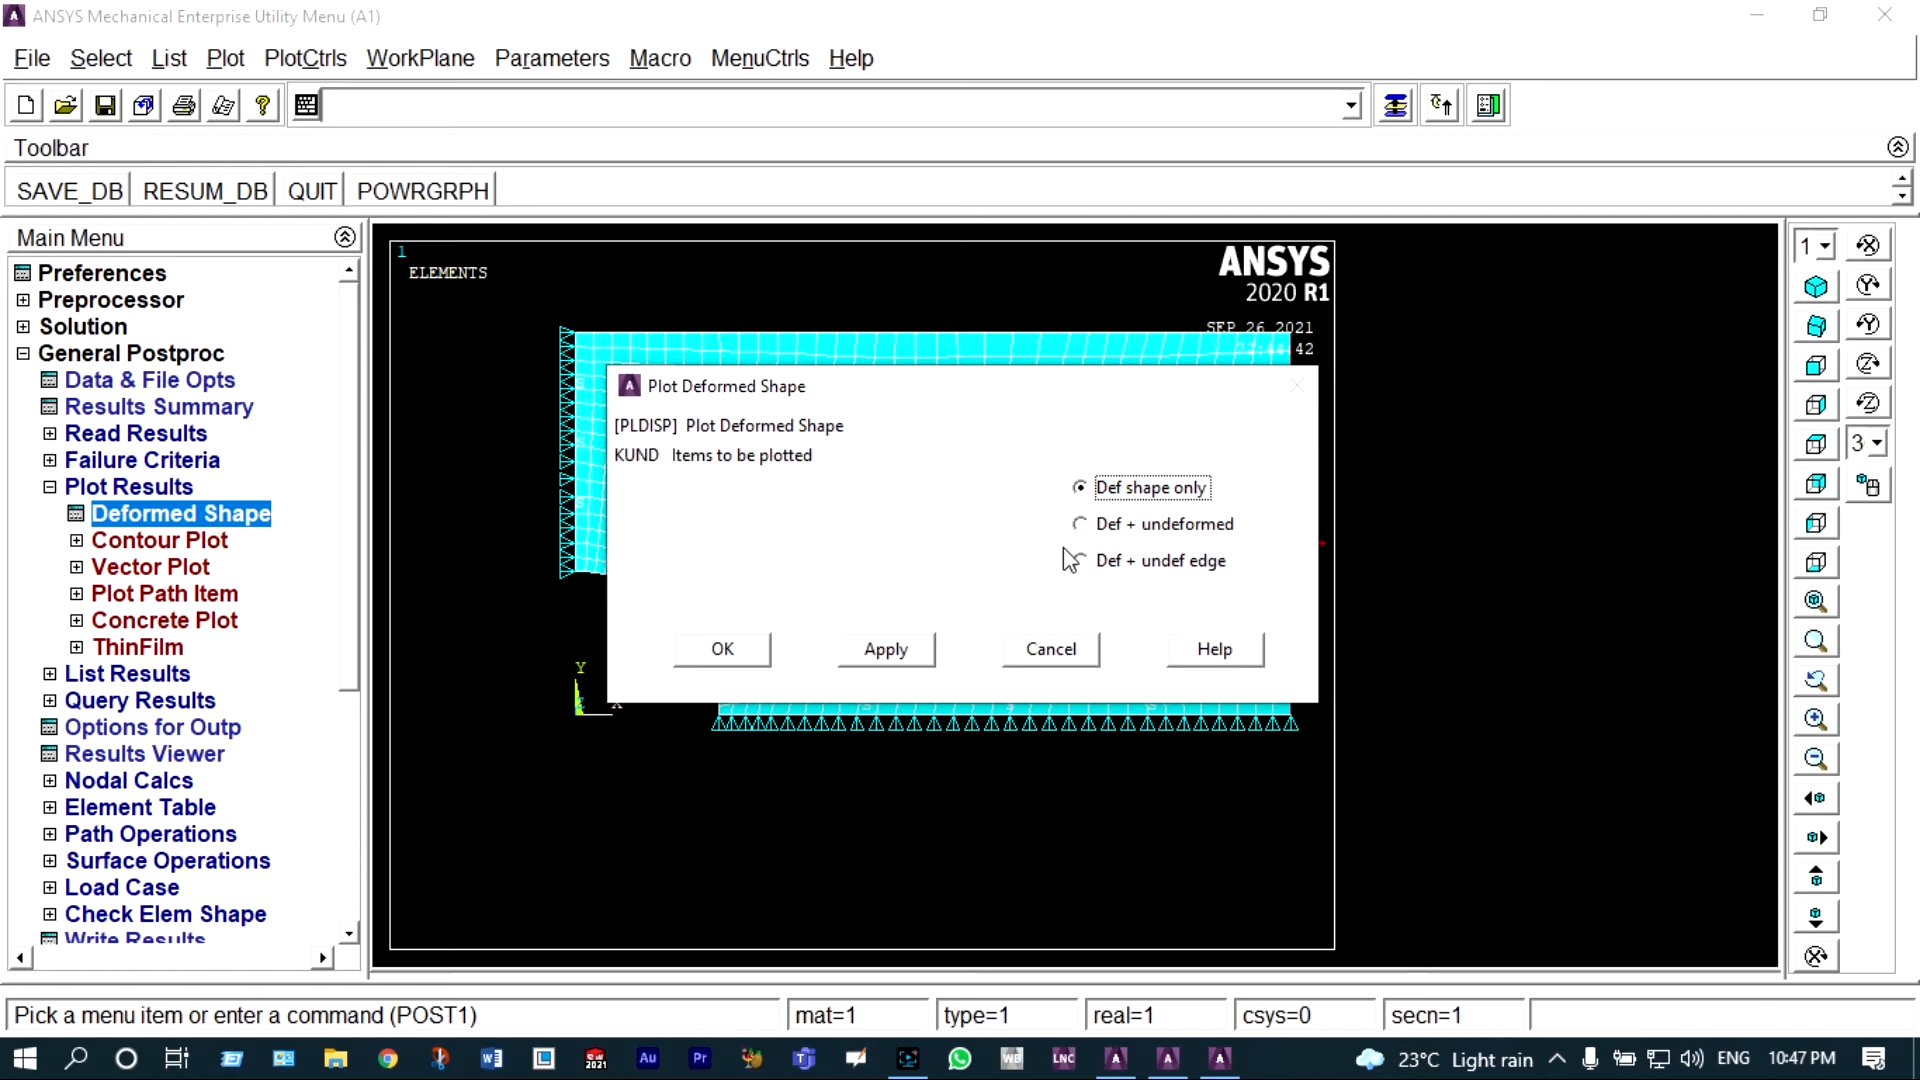 ANSYS Mechanical Enterprise Utility Menu (A1)
File Select List Plot PlotCtrls WorkPlane Parameters Macro MenuCtrls Help
Toolbar
SAVE_DB RESUM_DB QUIT POWRGRPH
Main Menu
Preferences
Preprocessor
Solution
General Postproc
Data & File Opts
Results Summary
Read Results
Failure Criteria
Plot Results
Deformed Shape
Contour Plot
Vector Plot
Plot Path Item
Concrete Plot
ThinFilm
List Results
Query Results
Options for Outp
Results Viewer
Nodal Calcs
Element Table
Path Operations
Surface Operations
Load Case
Check Elem Shape
Write Results
1
ELEMENTS
ANSYS
2020 R1
SEP 26 2021
:42
Plot Deformed Shape
[PLDISP] Plot Deformed Shape
KUND Items to be plotted
Def shape only
Def + undeformed
Def + undef edge
OK Apply Cancel Help
Y
X
1
3
Pick a menu item or enter a command (POST1) mat=1 type=1 real=1 csys=0 secn=1
23°C Light rain ENG 10:47 PM